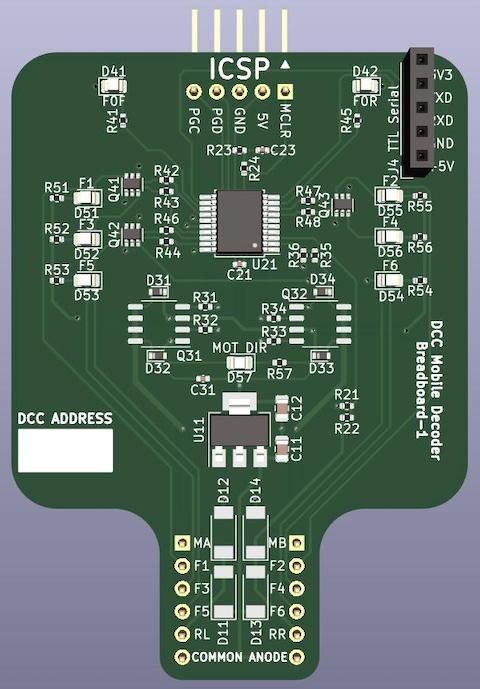 ICSP
D41
F0F
R41
D42
F0R
R45
PGC
PGD
GND
5V
MCLR
J4 TTL Serial
5V3
TXD
RXD
GND
+5V
R23
C23
R24
R42
R43
Q41
R46
R44
Q42
R47
R48
Q43
R51
F1
D51
R52
F3
D52
R53
F5
D53
F2
D55
R55
F4
D56
R56
F6
D54
R54
U21
C21
R36
R35
D31
R31
R32
Q31
D32
D34
Q32
R34
R33
D33
MOT DIR
D57
R57
C31
U11
C12
C11
R21
R22
DCC Mobile Decoder
Breadboard-1
DCC ADDRESS
D12
D14
MA
MB
F1
F2
F3
F4
F5
F6
RL
RR
D11
D13
COMMON ANODE